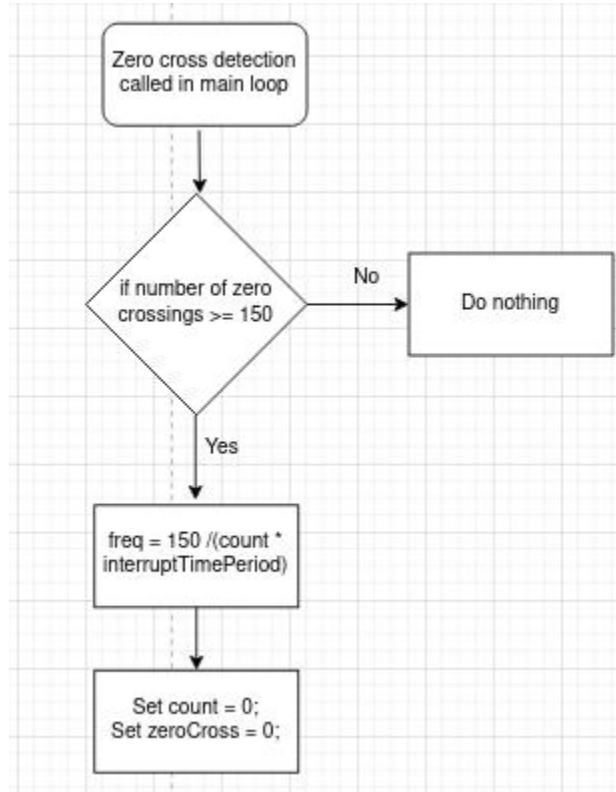 Zero cross detection
called in main loop
if number of zero
crossings >= 150
No
Do nothing
Yes
freq = 150 /(count *
interruptTimePeriod)
Set count = 0;
Set zeroCross = 0;